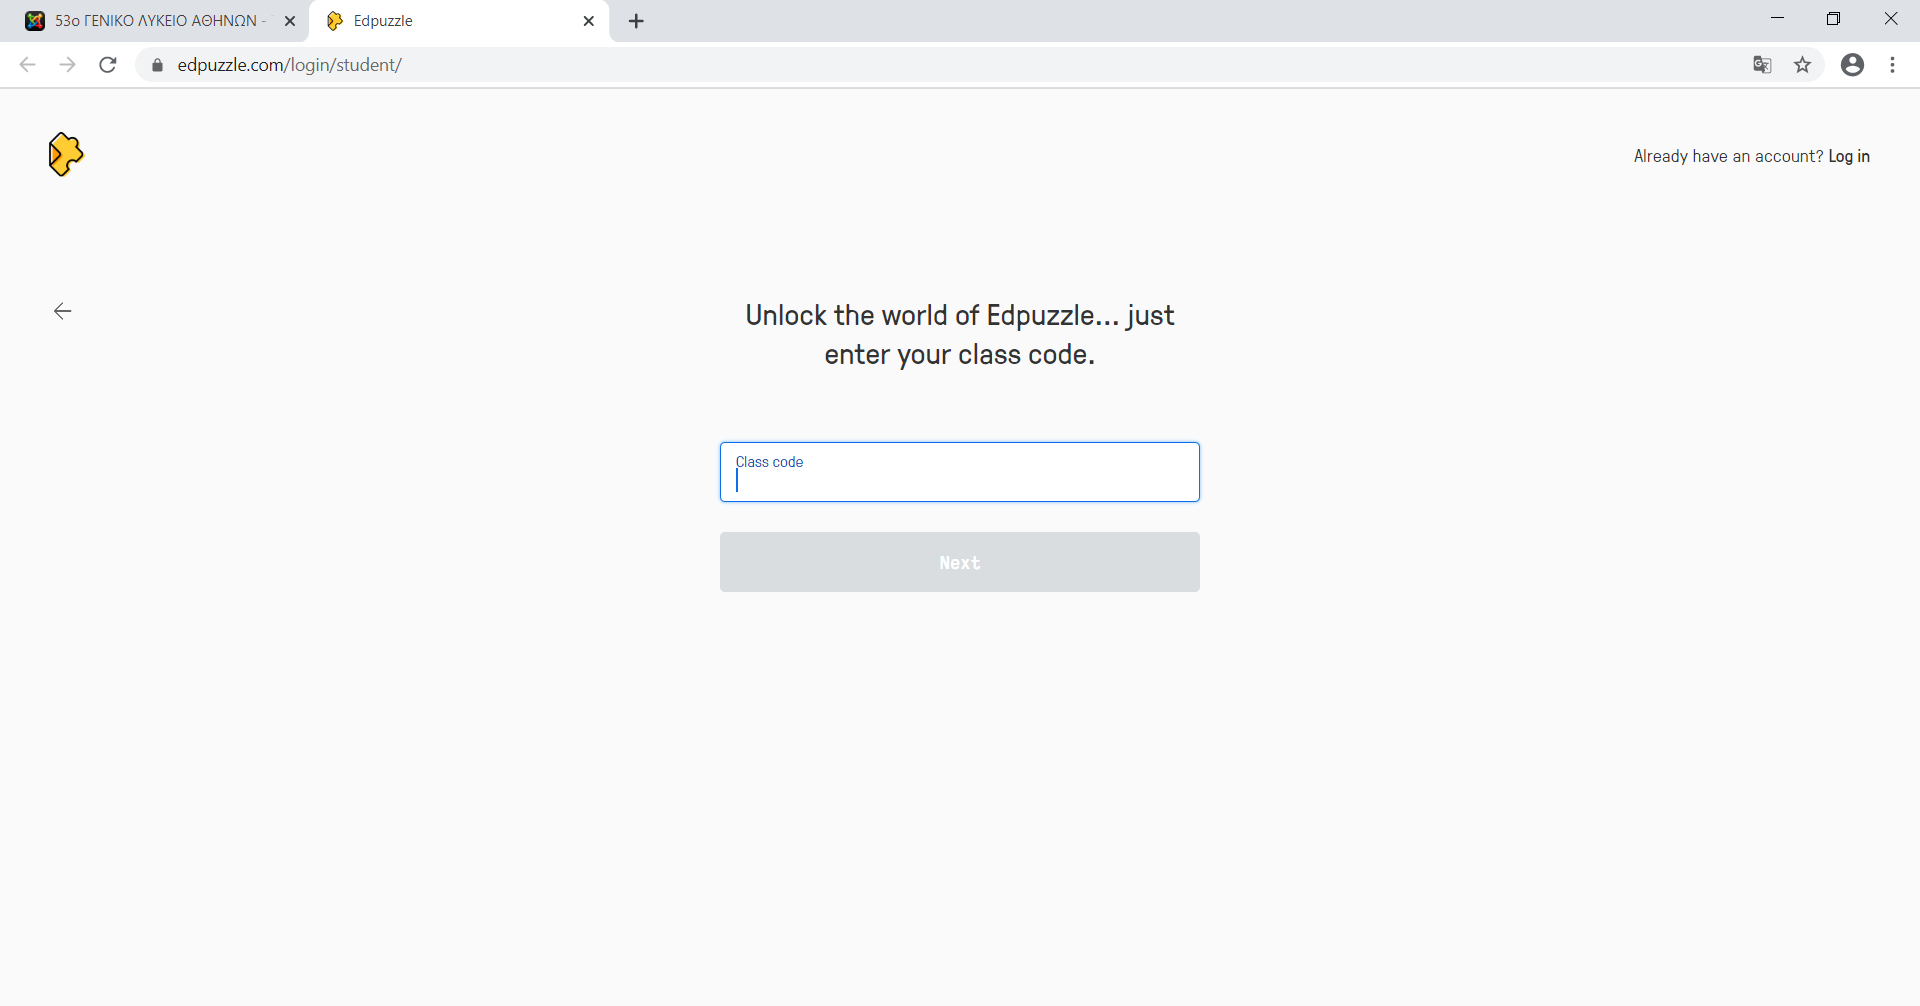 53ο ΓΕΝΙΚΟ ΛΥΚΕΙΟ ΑΘΗΝΩΝ -
Edpuzzle
edpuzzle.com/login/student/
Already have an account? Log in
Unlock the world of Edpuzzle... just
enter your class code.
Class code
Next